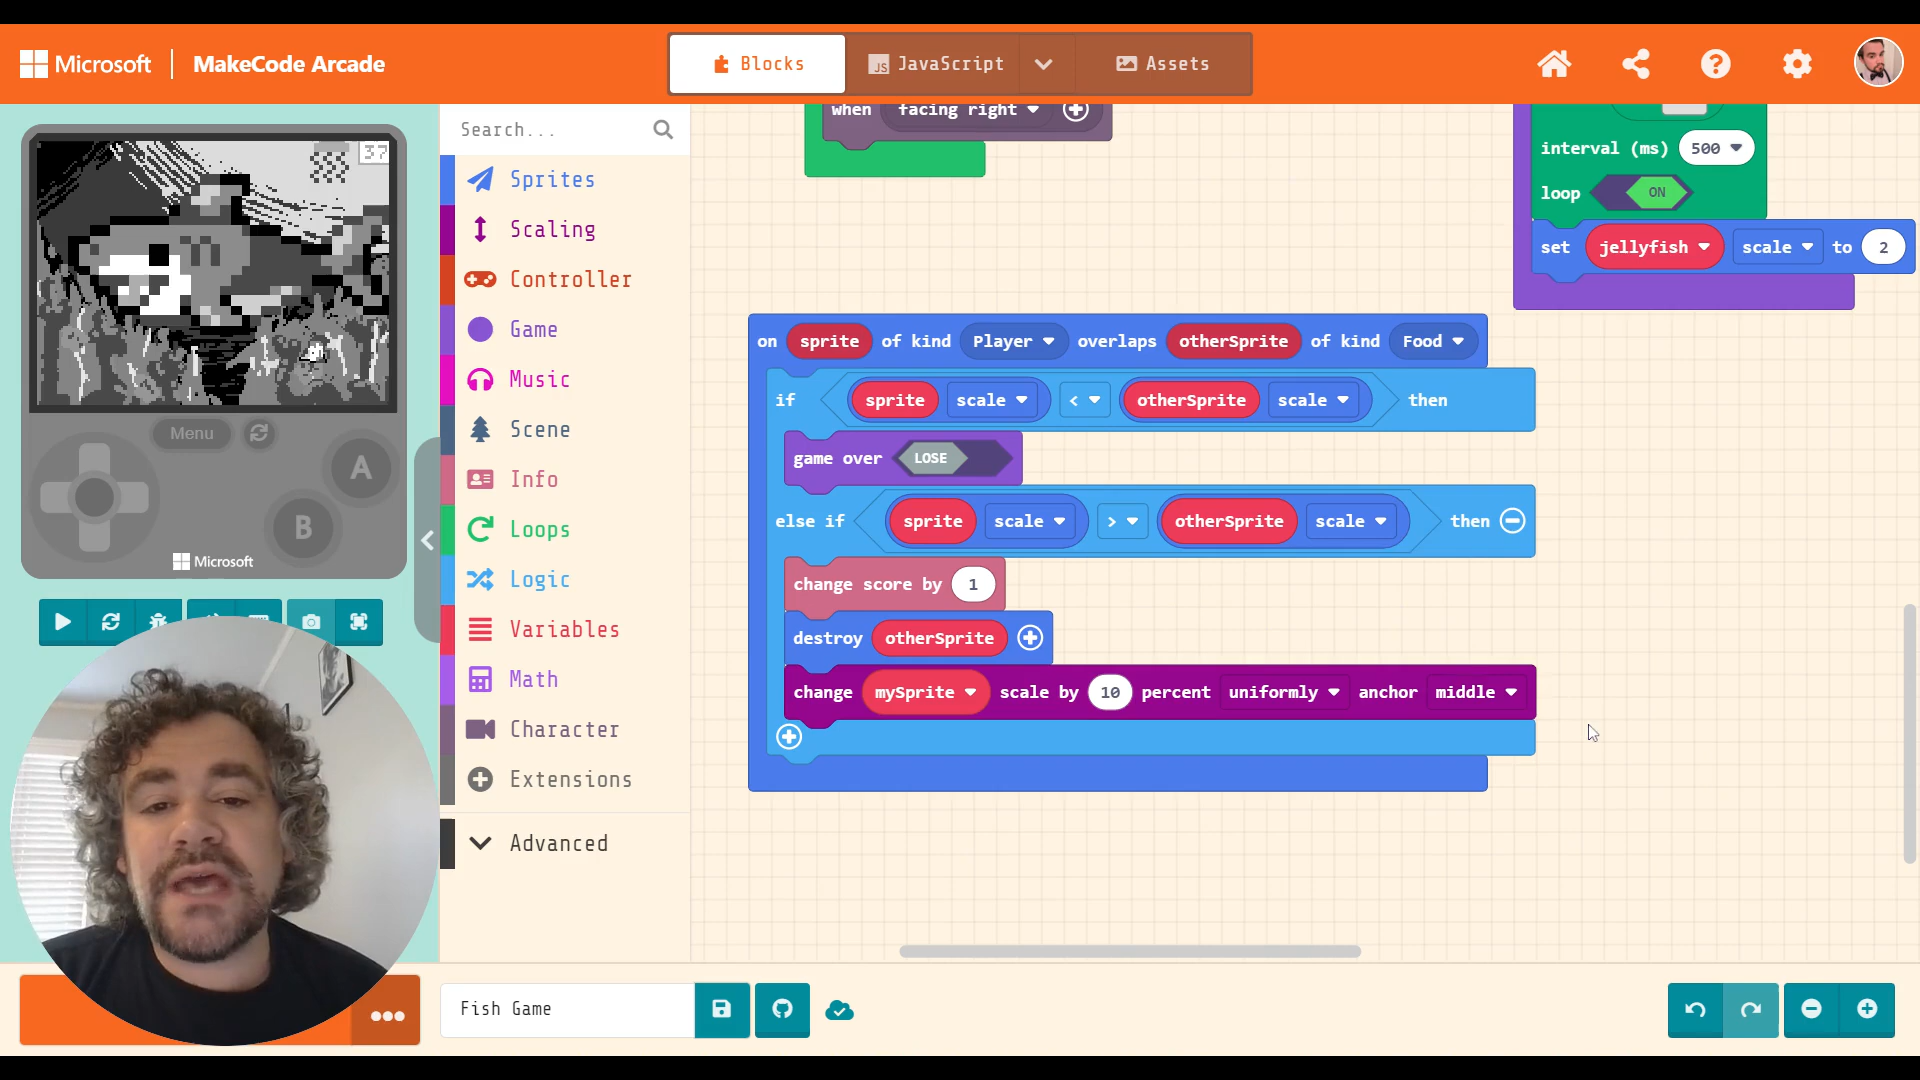 Microsoft MakeCode Arcade Blocks JavaScript Assets
Search...
37
Sprites
Scaling
Controller
Game
Music
Scene
Info
Loops
Logic
Variables
Math
Character
Extensions
Advanced
Menu
A
B
Microsoft
when facing right
interval (ms) 500
loop ON
set jellyfish scale to 2
on sprite of kind Player overlaps otherSprite of kind Food
if sprite scale < otherSprite scale then
game over LOSE
else if sprite scale > otherSprite scale then
change score by 1
destroy otherSprite
change mySprite scale by 10 percent uniformly anchor middle
Fish Game